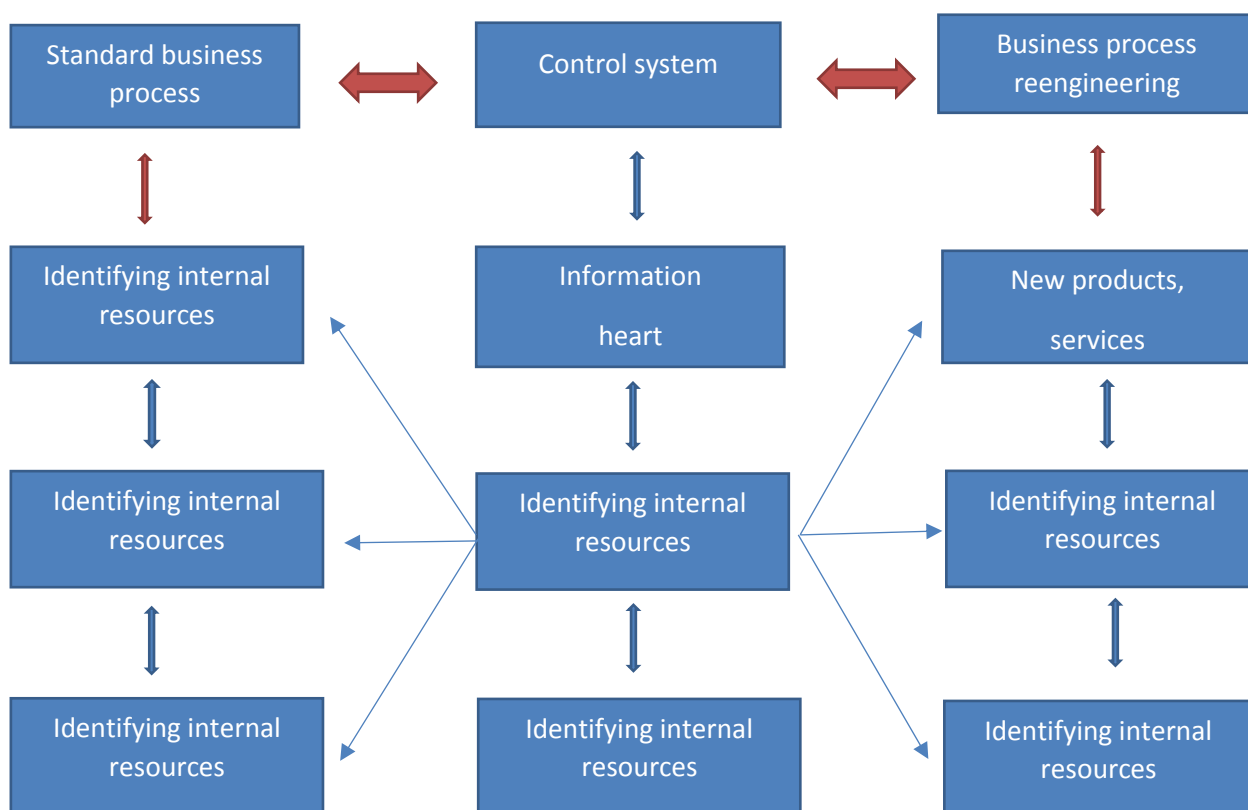 Standard business
process
Control system
Business process
reengineering
Identifying internal
resources
Information
heart
New products,
services
Identifying internal
resources
Identifying internal
resources
Identifying internal
resources
Identifying internal
resources
Identifying internal
resources
Identifying internal
resources